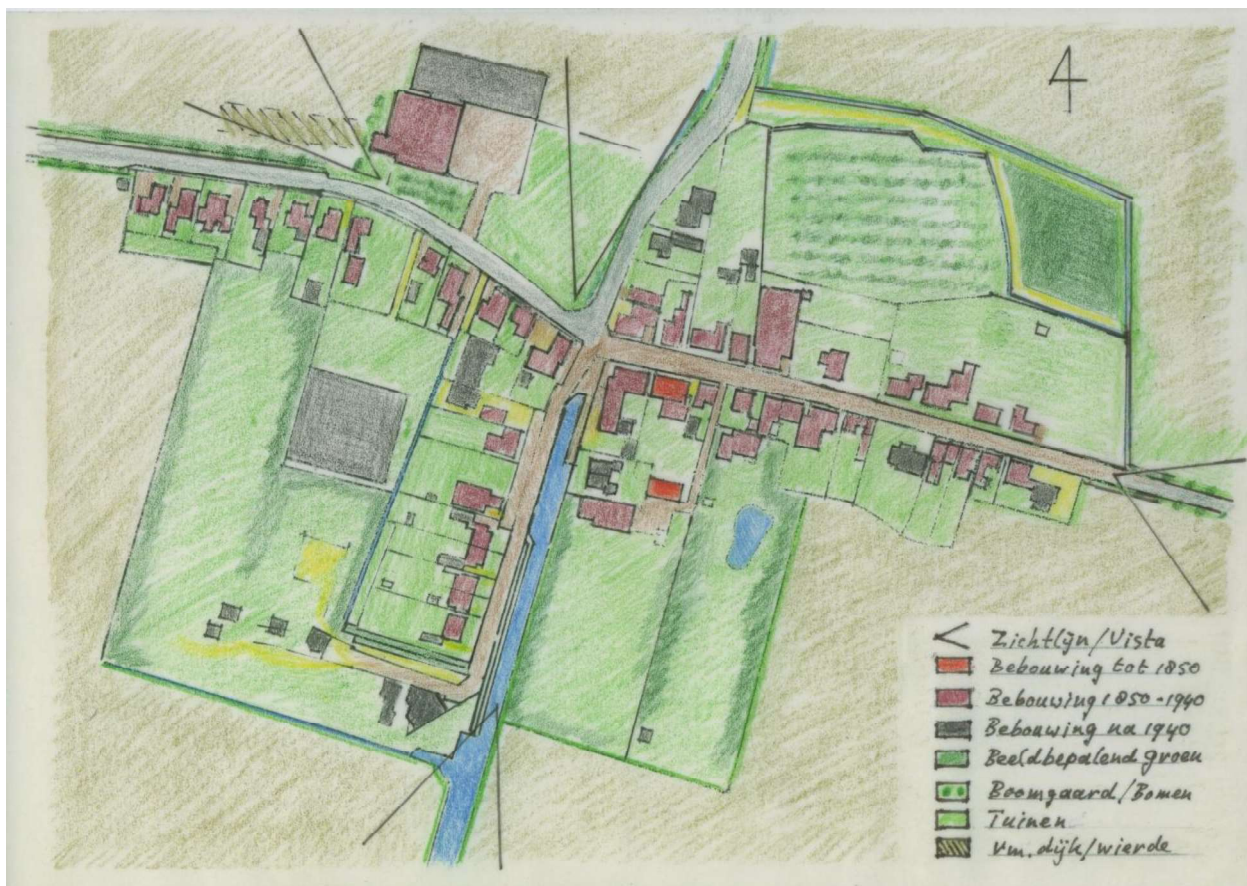 Zichtlijn/Vista
Bebouwing tot 1850
Bebouwing 1850-1940
Bebouwing na 1940
Beeldbepalend groen
Boomgaard/Bomen
Tuinen
vm. dijk/wierde